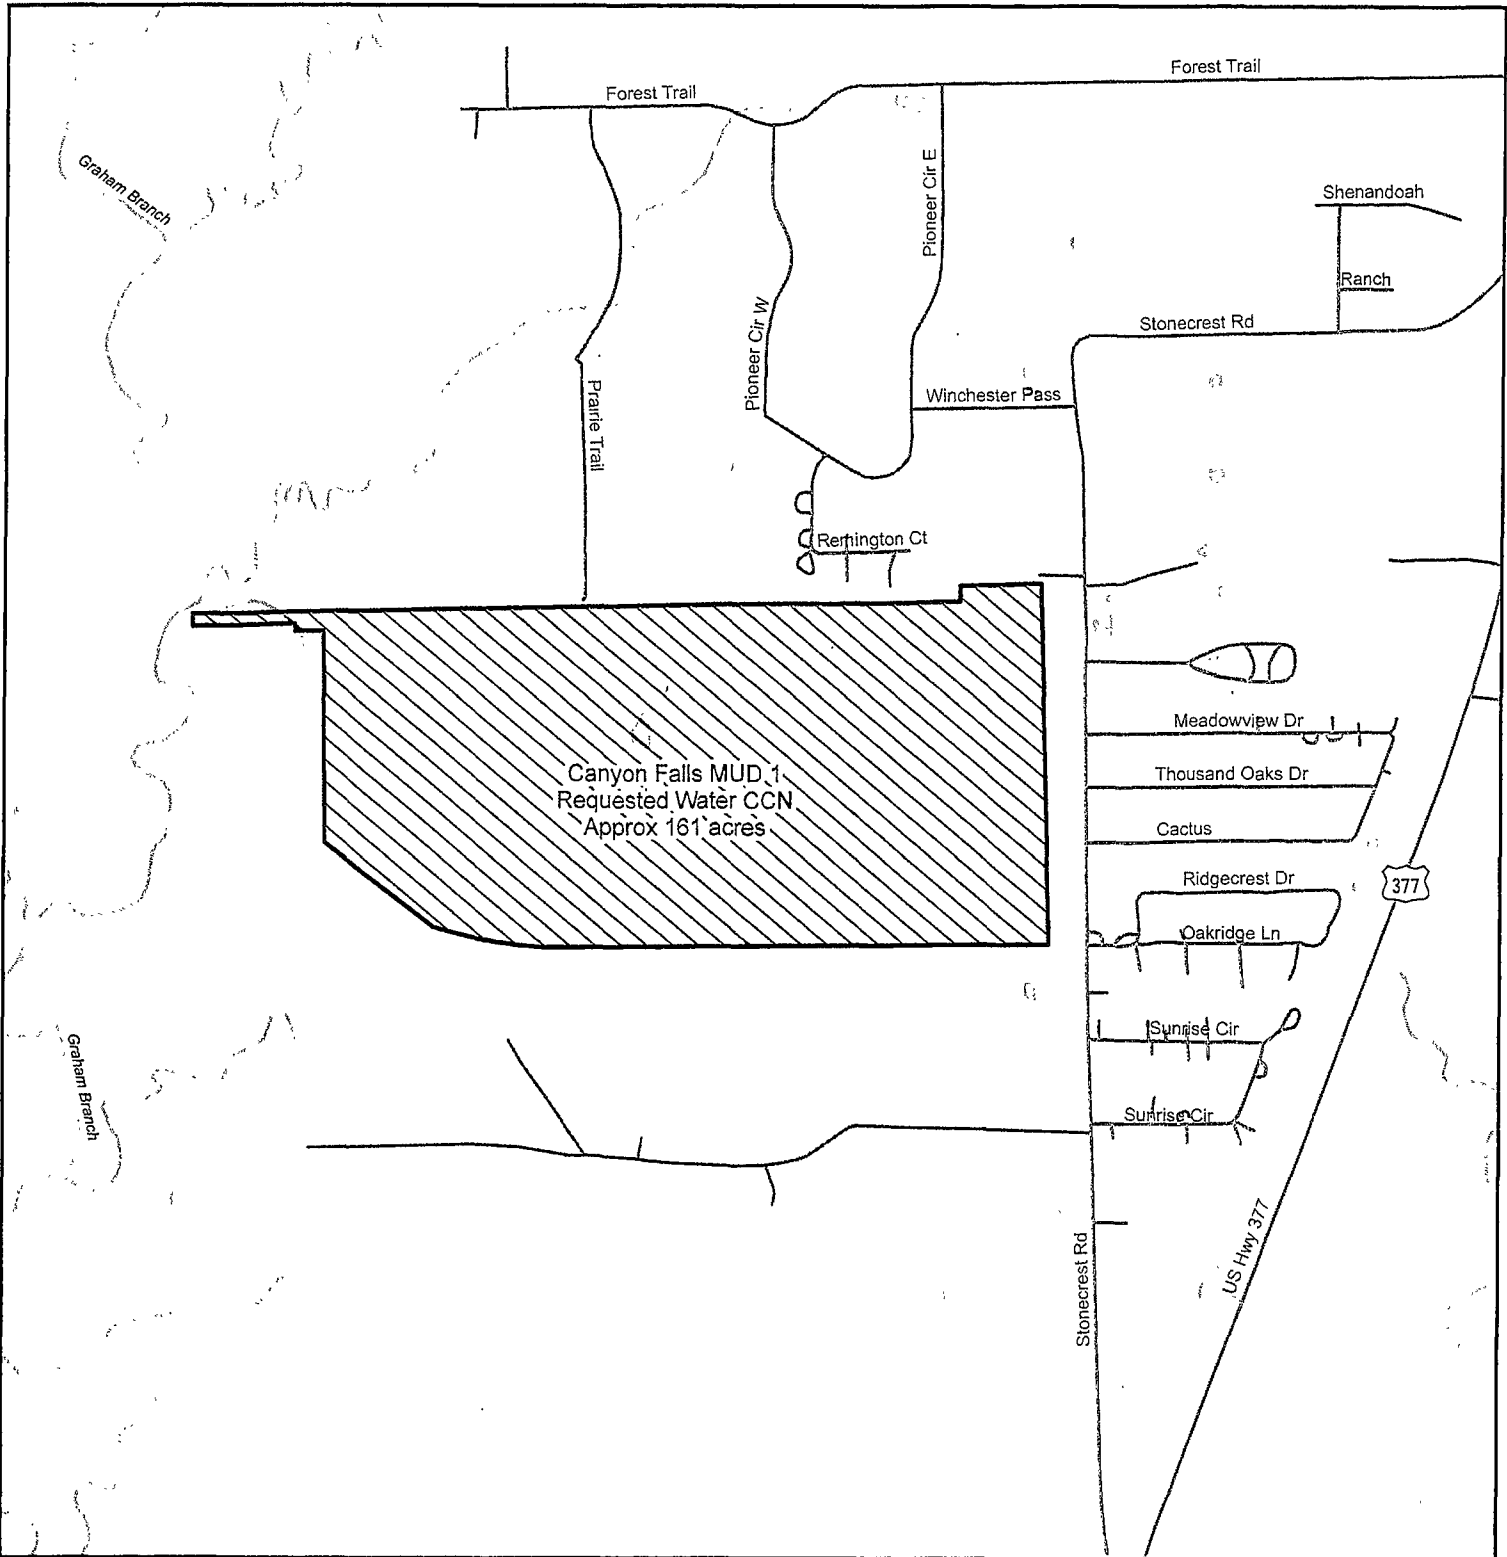 Forest Trail
Forest Trail
Graham Branch
Pioneer Cir E
Shenandoah
Ranch
Stonecrest Rd
Pioneer Cir W
Winchester Pass
Prairie Trail
Remington Ct
Meadowview Dr
Canyon Falls MUD 1
Requested Water CCN
Approx 161 acres
Thousand Oaks Dr
Cactus
Ridgecrest Dr
377
Oakridge Ln
Sunrise Cir
Graham Branch
Sunrise Cir
US Hwy 377
Stonecrest Rd